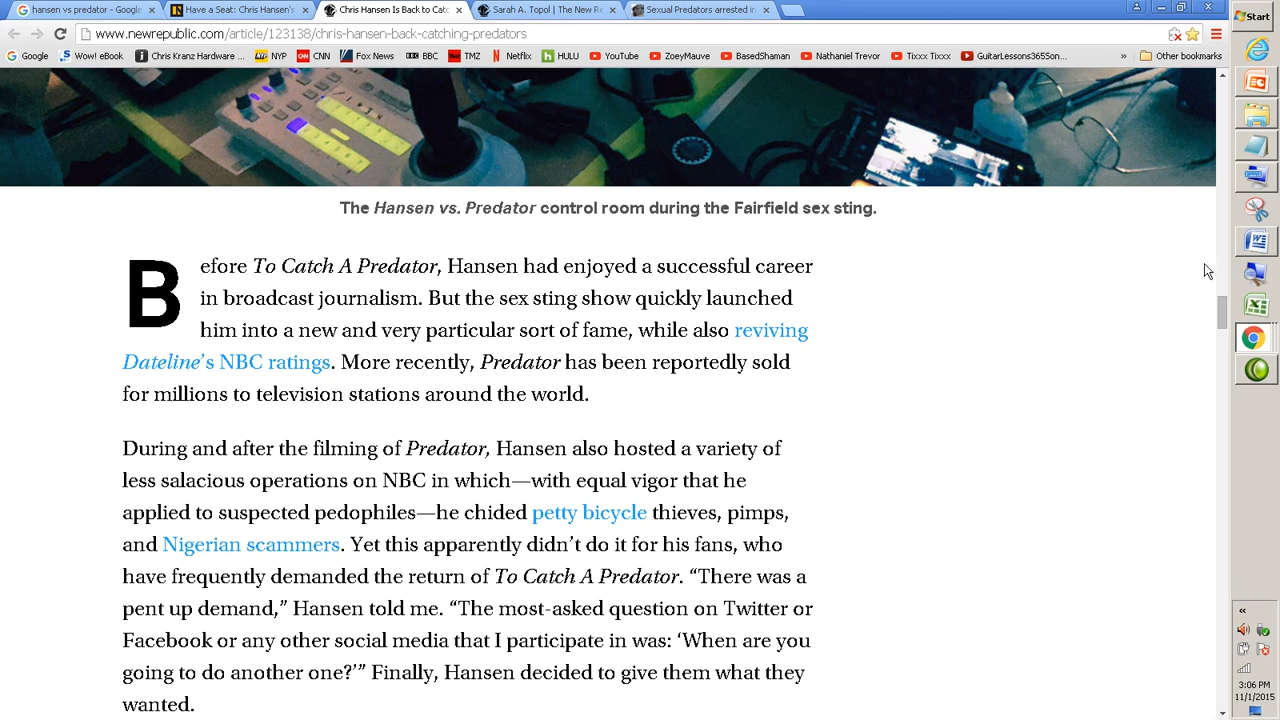 hansen vs predator - Google
Have a Seat: Chris Hansen's
Chris Hansen Is Back to Catc
Sarah A. Topol | The New Re
Sexual Predators arrested in
www.newrepublic.com/article/123138/chris-hansen-back-catching-predators
Google
Wow! eBook
Chris Kranz Hardware ...
NYP
CNN
Fox News
BBC
TMZ
Netflix
HULU
YouTube
ZoeyMauve
BasedShaman
Nathaniel Trevor
Tixxx Tixxx
GuitarLessons365Son...
»
Other bookmarks
The Hansen vs. Predator control room during the Fairfield sex sting.
Before To Catch A Predator, Hansen had enjoyed a successful career
in broadcast journalism. But the sex sting show quickly launched
him into a new and very particular sort of fame, while also reviving
Dateline’s NBC ratings. More recently, Predator has been reportedly sold
for millions to television stations around the world.
During and after the filming of Predator, Hansen also hosted a variety of
less salacious operations on NBC in which—with equal vigor that he
applied to suspected pedophiles—he chided petty bicycle thieves, pimps,
and Nigerian scammers. Yet this apparently didn’t do it for his fans, who
have frequently demanded the return of To Catch A Predator. “There was a
pent up demand,” Hansen told me. “The most-asked question on Twitter or
Facebook or any other social media that I participate in was: ‘When are you
going to do another one?’” Finally, Hansen decided to give them what they
wanted.
Start
3:06 PM
11/1/2015